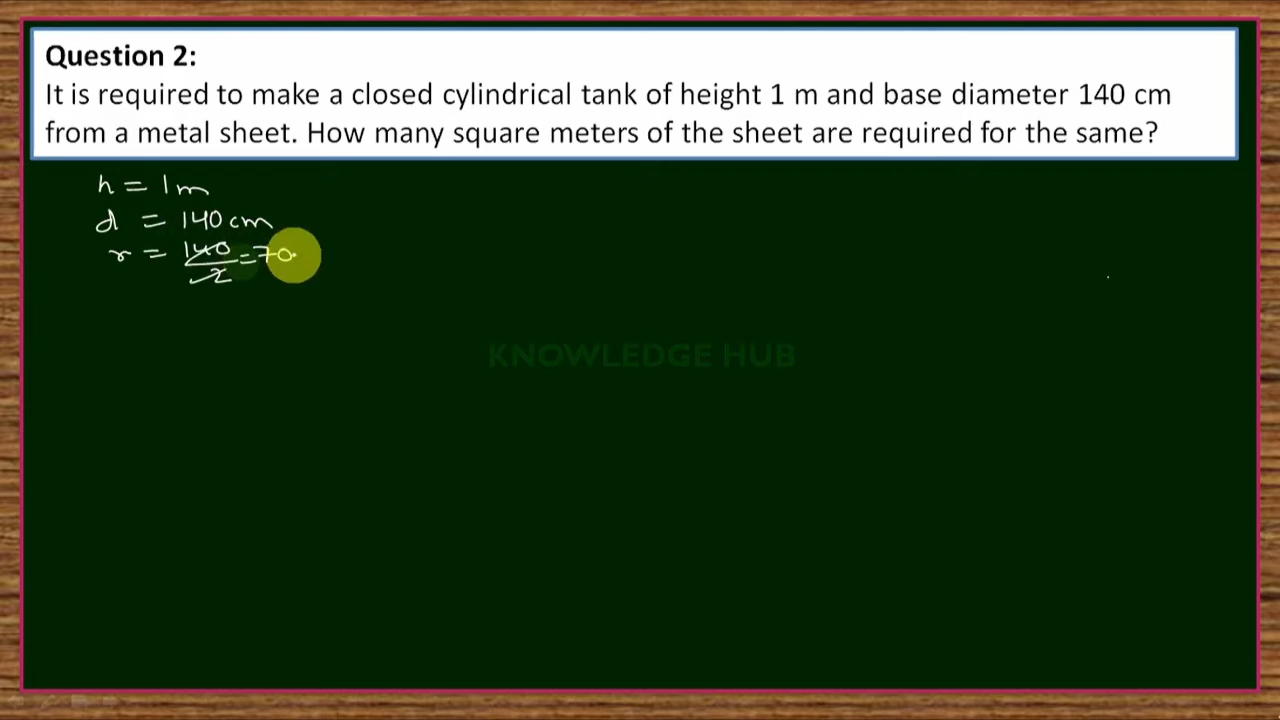 Question 2:
It is required to make a closed cylindrical tank of height 1 m and base diameter 140 cm
from a metal sheet. How many square meters of the sheet are required for the same?
h = 1 m
d = 140 cm
r = 140/2 = 70
KNOWLEDGE HUB